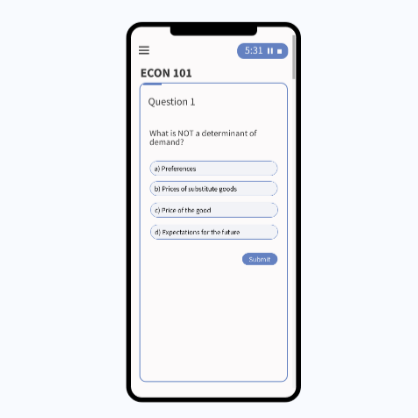 5:31
ECON 101
Question 1
What is NOT a determinant of
demand?
a) Preferences
b) Prices of substitute goods
c) Price of the good
d) Expectations for the future
Submit